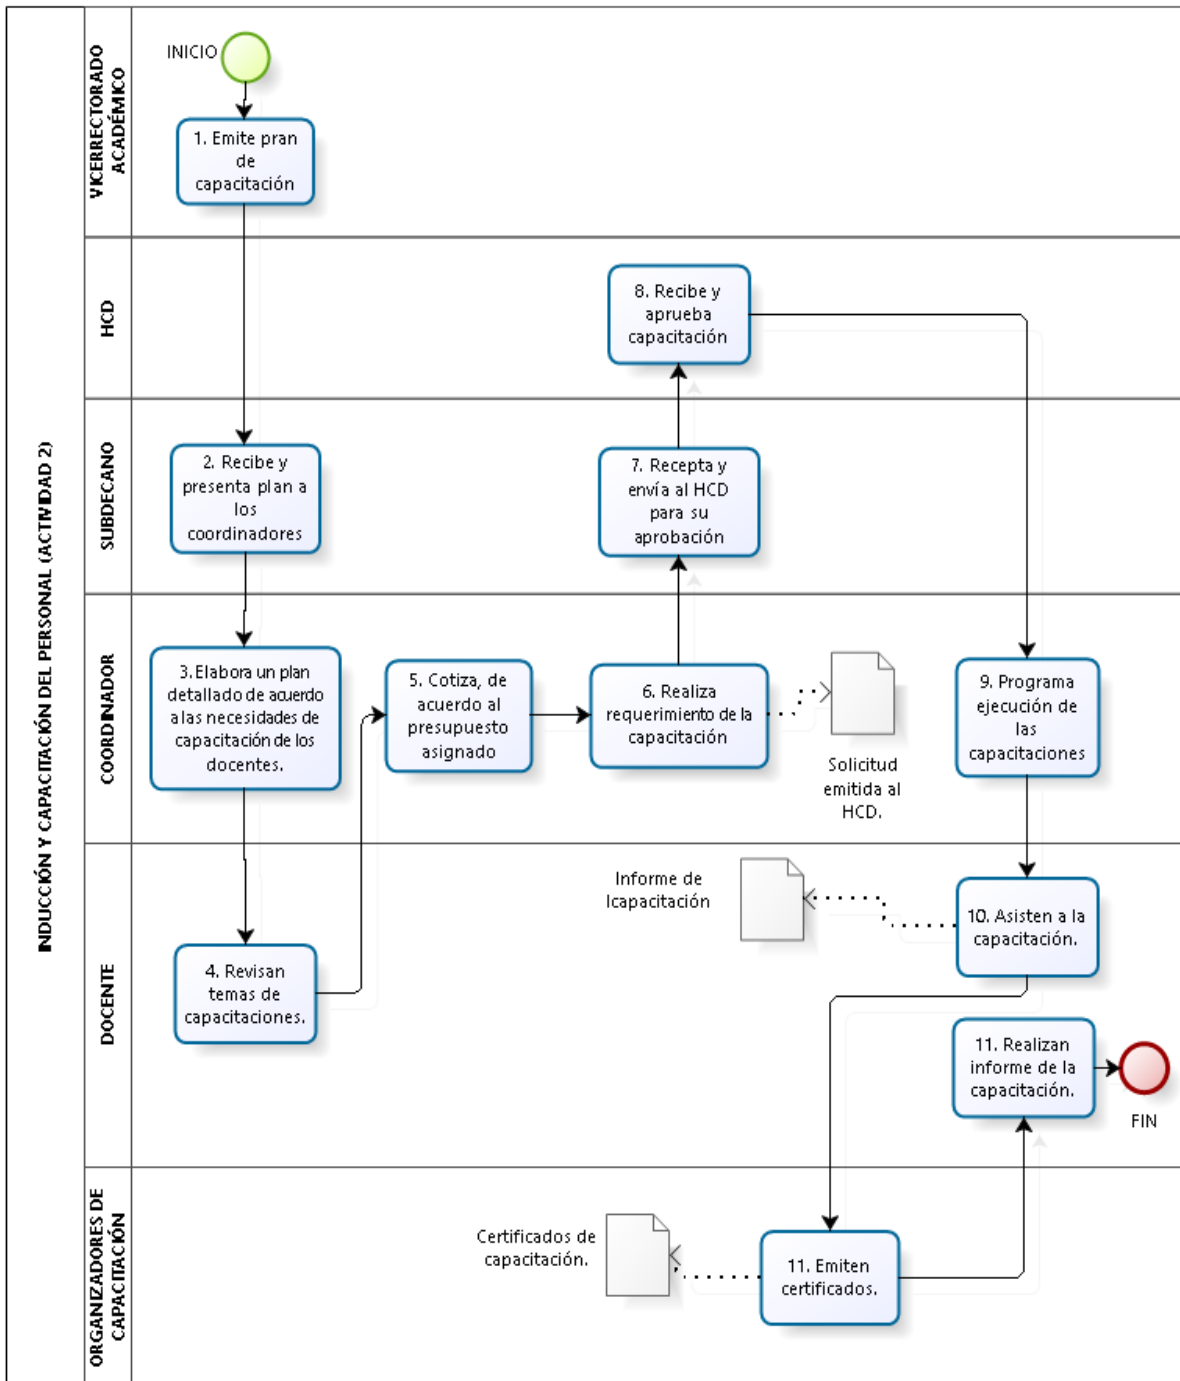 INDUCCIÓN Y CAPACITACIÓN DEL PERSONAL (ACTIVIDAD 2)
VICERRECTORADO
ACADÉMICO
INICIO
1. Emite pran
de
capacitación
HCD
8. Recibe y
aprueba
capacitación
SUBDECANO
2. Recibe y
presenta plan a
los
coordinadores
7. Recepta y
envía al HCD
para su
aprobación
COORDINADOR
3.Elabora un plan
detallado de acuerdo
a las necesidades de
capacitación de los
docentes.
5. Cotiza, de
acuerdo al
presupuesto
asignado
6. Realiza
requerimiento de la
capacitación
Solicitud
emitida al
HCD.
9. Programa
ejecución de
las
capacitaciones
DOCENTE
4. Revisan
temas de
capacitaciones.
Informe de
lcapacitación
10. Asisten a la
capacitación.
11. Realizan
informe de la
capacitación.
FIN
ORGANIZADORES DE
CAPACITACIÓN
Certificados de
capacitación.
11. Emiten
certificados.